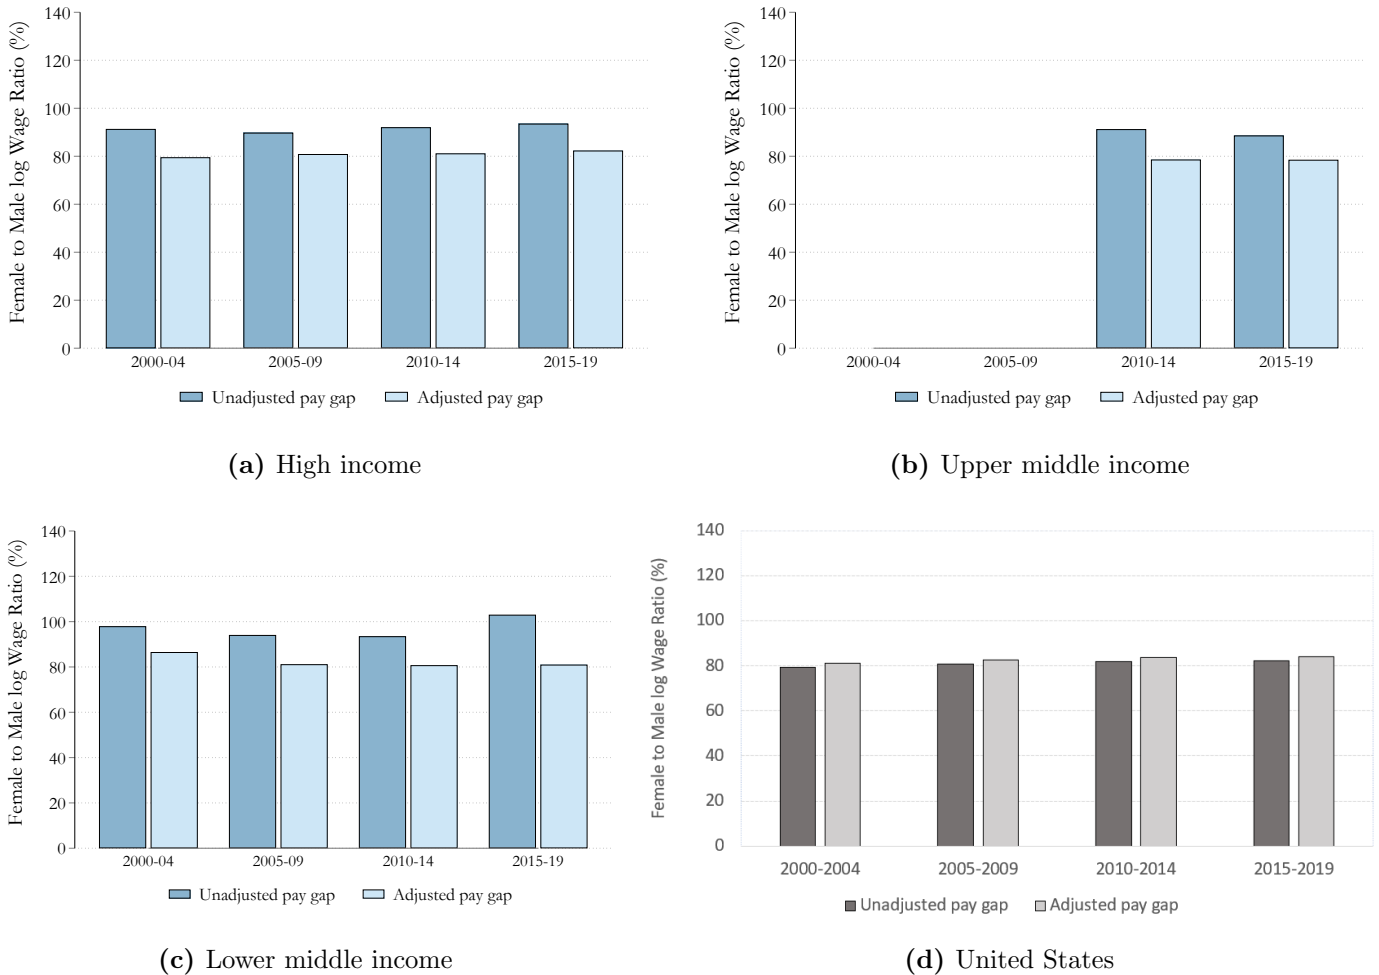 Female to Male log Wage Ratio (%)
140
120
100
80
60
40
20
0
2000-04 2005-09 2010-14 2015-19
Unadjusted pay gap Adjusted pay gap
(a) High income
Female to Male log Wage Ratio (%)
140
120
100
80
60
40
20
0
2000-04 2005-09 2010-14 2015-19
Unadjusted pay gap Adjusted pay gap
(b) Upper middle income
Female to Male log Wage Ratio (%)
140
120
100
80
60
40
20
0
2000-04 2005-09 2010-14 2015-19
Unadjusted pay gap Adjusted pay gap
(c) Lower middle income
Female to Male log Wage Ratio (%)
140
120
100
80
60
40
20
0
2000-2004 2005-2009 2010-2014 2015-2019
Unadjusted pay gap Adjusted pay gap
(d) United States